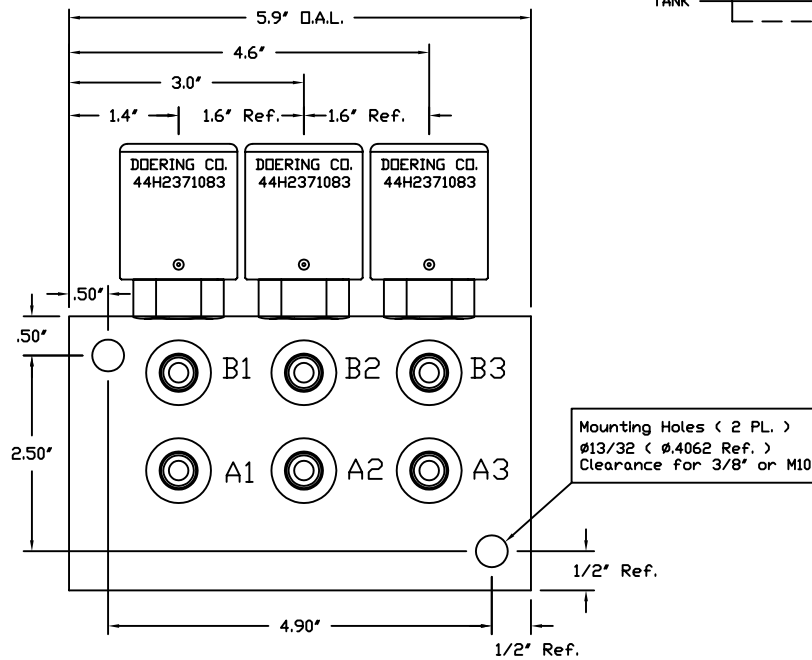 TANK
5.9" O.A.L.
4.6"
3.0"
1.4" 1.6" Ref. 1.6" Ref.
DOERING CO. DOERING CO. DOERING CO.
44H2371083 44H2371083 44H2371083
.50"
.50"
B1 B2 B3
Mounting Holes ( 2 PL. )
Ø13/32 ( Ø.4062 Ref. )
Clearance for 3/8" or M10
2.50"
A1 A2 A3
1/2" Ref.
4.90"
1/2" Ref.